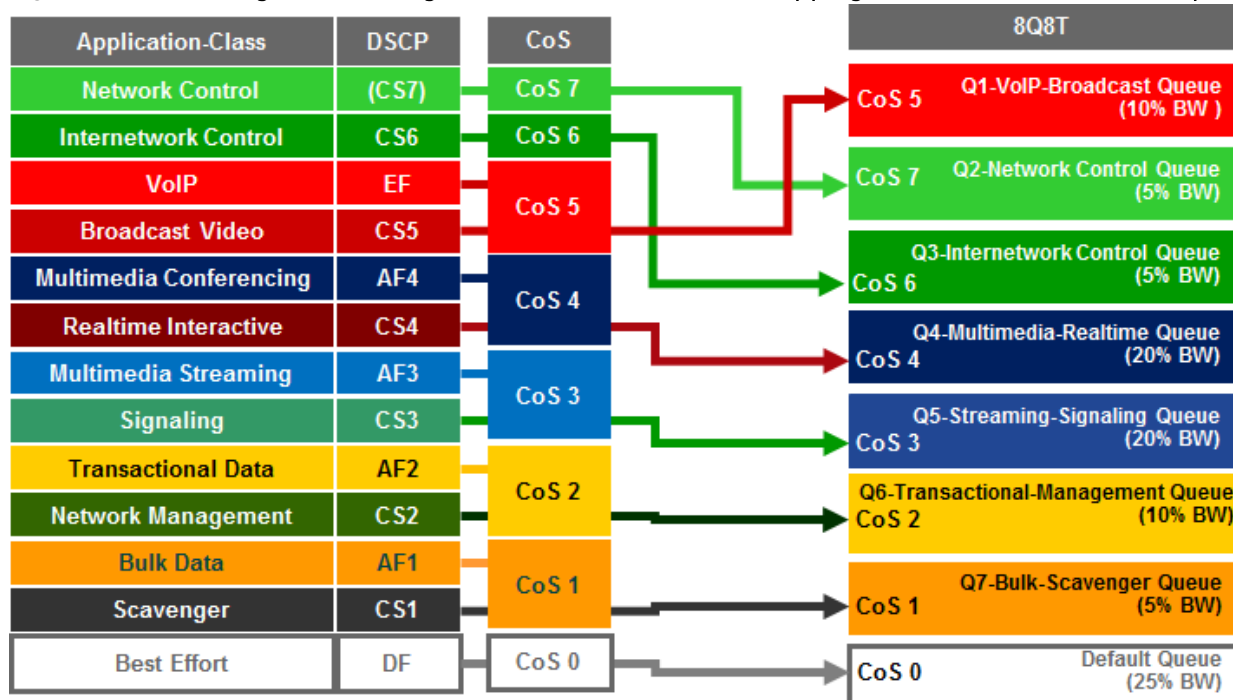 Application-Class DSCP CoS 8Q8T
Network Control (CS7) CoS 7
Internetwork Control CS6 CoS 6
VoIP EF
CoS 5
Broadcast Video CS5
Multimedia Conferencing AF4
CoS 4
Realtime Interactive CS4
Multimedia Streaming AF3
CoS 3
Signaling CS3
Transactional Data AF2
CoS 2
Network Management CS2
Bulk Data AF1
CoS 1
Scavenger CS1
Best Effort DF CoS 0
CoS 5 Q1-VoIP-Broadcast Queue
(10% BW )
CoS 7 Q2-Network Control Queue
(5% BW)
Q3-Internetwork Control Queue
CoS 6 (5% BW)
Q4-Multimedia-Realtime Queue
CoS 4 (20% BW)
Q5-Streaming-Signaling Queue
CoS 3 (20% BW)
Q6-Transactional-Management Queue
CoS 2 (10% BW)
Q7-Bulk-Scavenger Queue
CoS 1 (5% BW)
CoS 0 Default Queue
(25% BW)